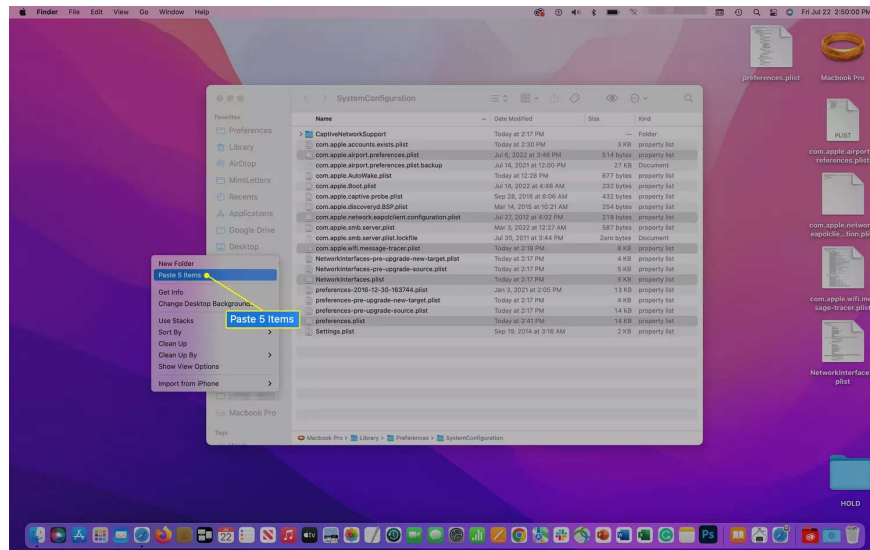 Finder File Edit View Go Window Help
Fri Jul 22 2:50:00 PM
preferences.plist
Macbook Pro
SystemConfiguration
Favorites
Preferences
Library
AirDrop
MimiLetters
Recents
Applications
Google Drive
Desktop
Macbook Pro
Tags
Name Date Modified Size Kind
CaptiveNetworkSupport Today at 2:17 PM -- Folder
com.apple.accounts.exists.plist Today at 2:30 PM 3 KB property list
com.apple.airport.preferences.plist Jul 6, 2022 at 3:46 PM 514 bytes property list
com.apple.airport.preferences.plist.backup Jul 14, 2021 at 12:00 PM 27 KB Document
com.apple.AutoWake.plist Today at 12:28 PM 677 bytes property list
com.apple.Boot.plist Jul 14, 2022 at 4:46 AM 232 bytes property list
com.apple.captive.probe.plist Sep 28, 2016 at 8:06 AM 432 bytes property list
com.apple.discoveryd.BSP.plist Mar 14, 2015 at 10:21 AM 254 bytes property list
com.apple.network.eapolclient.configuration.plist Jul 27, 2012 at 4:02 PM 218 bytes property list
com.apple.smb.server.plist Mar 3, 2022 at 12:27 AM 587 bytes property list
com.apple.smb.server.plist.lockfile Jul 30, 2011 at 3:44 PM Zero bytes Document
com.apple.wifi.message-tracer.plist Today at 2:18 PM 8 KB property list
NetworkInterfaces-pre-upgrade-new-target.plist Today at 2:17 PM 4 KB property list
NetworkInterfaces-pre-upgrade-source.plist Today at 2:17 PM 5 KB property list
NetworkInterfaces.plist Today at 2:17 PM 5 KB property list
preferences-2016-12-30-163744.plist Jan 3, 2021 at 2:05 PM 13 KB property list
preferences-pre-upgrade-new-target.plist Today at 2:17 PM 4 KB property list
preferences-pre-upgrade-source.plist Today at 2:17 PM 14 KB property list
preferences.plist Today at 2:41 PM 14 KB property list
Settings.plist Sep 19, 2014 at 3:18 AM 2 KB property list
Macbook Pro › Library › Preferences › SystemConfiguration
New Folder
Paste 5 Items
Get Info
Change Desktop Background...
Use Stacks
Sort By
Clean Up
Clean Up By
Show View Options
Import from iPhone
Paste 5 Items
PLIST
com.apple.airport
references.plist
com.apple.networ
eapolclie...tion.plis
com.apple.wifi.me
sage-tracer.plist
NetworkInterface
plist
HOLD
22
tv
Ps